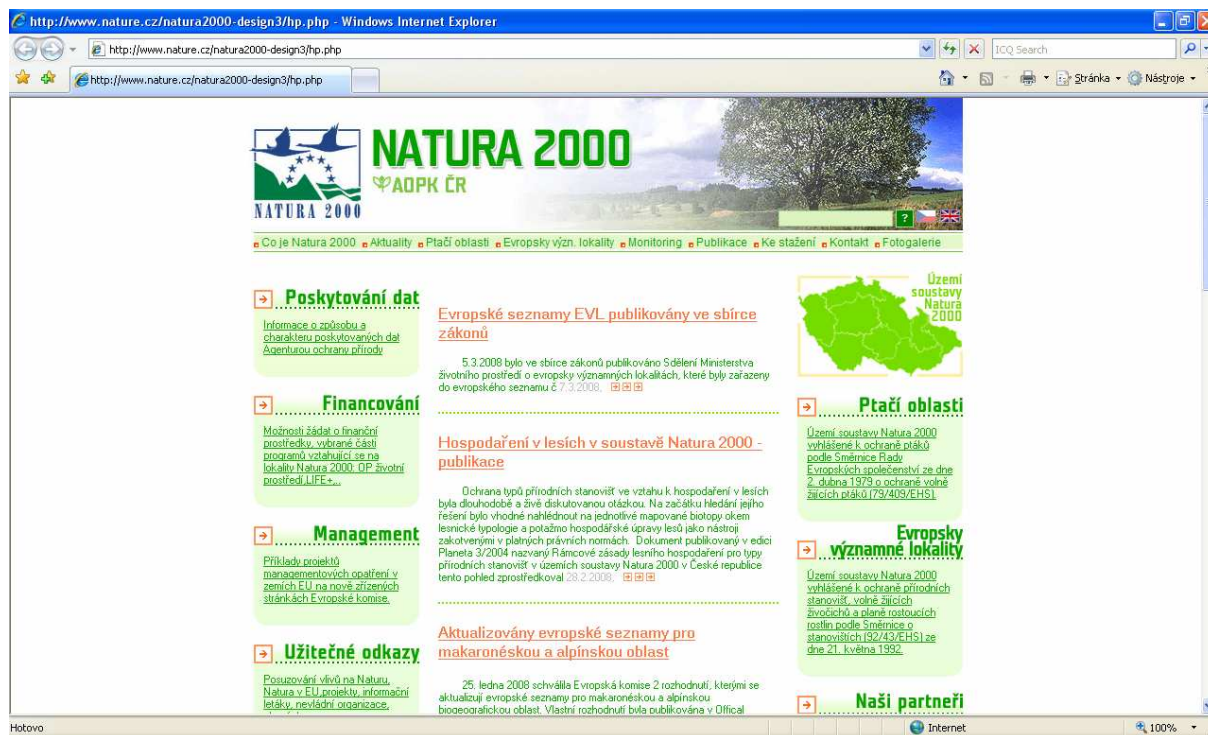 http://www.nature.cz/natura2000-design3/hp.php - Windows Internet Explorer
http://www.nature.cz/natura2000-design3/hp.php
ICQ Search
http://www.nature.cz/natura2000-design3/hp.php
Stránka
Nástroje
NATURA 2000
NATURA 2000
AOPK ČR
?
Co je Natura 2000 Aktuality Ptačí oblasti Evropsky význ. lokality Monitoring Publikace Ke stažení Kontakt Fotogalerie
Poskytování dat
Informace o způsobu a
charakteru poskytovaných dat
Agenturou ochrany přírody
Financování
Možnosti žádat o finanční
prostředky, vybrané části
programů vztahující se na
lokality Natura 2000: OP životní
prostředí,LIFE+,..
Management
Příklady projektů
managementových opatření v
zemích EU na nově zřízených
stránkách Evropské komise.
Užitečné odkazy
Posuzování vlivů na Naturu,
Natura v EU,projekty, informační
letáky, nevládní organizace,
Evropské seznamy EVL publikovány ve sbírce
zákonů
5.3.2008 bylo ve sbírce zákonů publikováno Sdělení Ministerstva
životního prostředí o evropsky významných lokalitách, které byly zařazeny
do evropského seznamu č 7.3.2008,
Hospodaření v lesích v soustavě Natura 2000 -
publikace
Ochrana typů přírodních stanovišť ve vztahu k hospodaření v lesích
byla dlouhodobě a živě diskutovanou otázkou. Na začátku hledání jejího
řešení bylo vhodné nahlédnout na jednotlivé mapované biotopy okem
lesnické typologie a potažmo hospodářské úpravy lesů jako nástroji
zakotvenými v platných právních normách. Dokument publikovaný v edici
Planeta 3/2004 nazvaný Rámcové zásady lesního hospodaření pro typy
přírodních stanovišť v územích soustavy Natura 2000 v České republice
tento pohled zprostředkoval 28.2.2008,
Aktualizovány evropské seznamy pro
makaronéskou a alpínskou oblast
25. ledna 2008 schválila Evropská komise 2 rozhodnutí, kterými se
aktualizují evropské seznamy pro makaronéskou a alpínskou
biogeografickou oblast. Vlastní rozhodnutí byla publikována v Offical
Území
soustavy
Natura
2000
Ptačí oblasti
Území soustavy Natura 2000
vyhlášené k ochraně ptáků
podle Směrnice Rady
Evropských společenství ze dne
2. dubna 1979 o ochraně volně
žijících ptáků (79/409/EHS).
Evropsky
významné lokality
Území soustavy Natura 2000
vyhlášené k ochraně přírodních
stanovišť, volně žijících
živočichů a planě rostoucích
rostlin podle Směrnice o
stanovištích (92/43/EHS) ze
dne 21. května 1992.
Naši partneři
Hotovo
Internet
100%